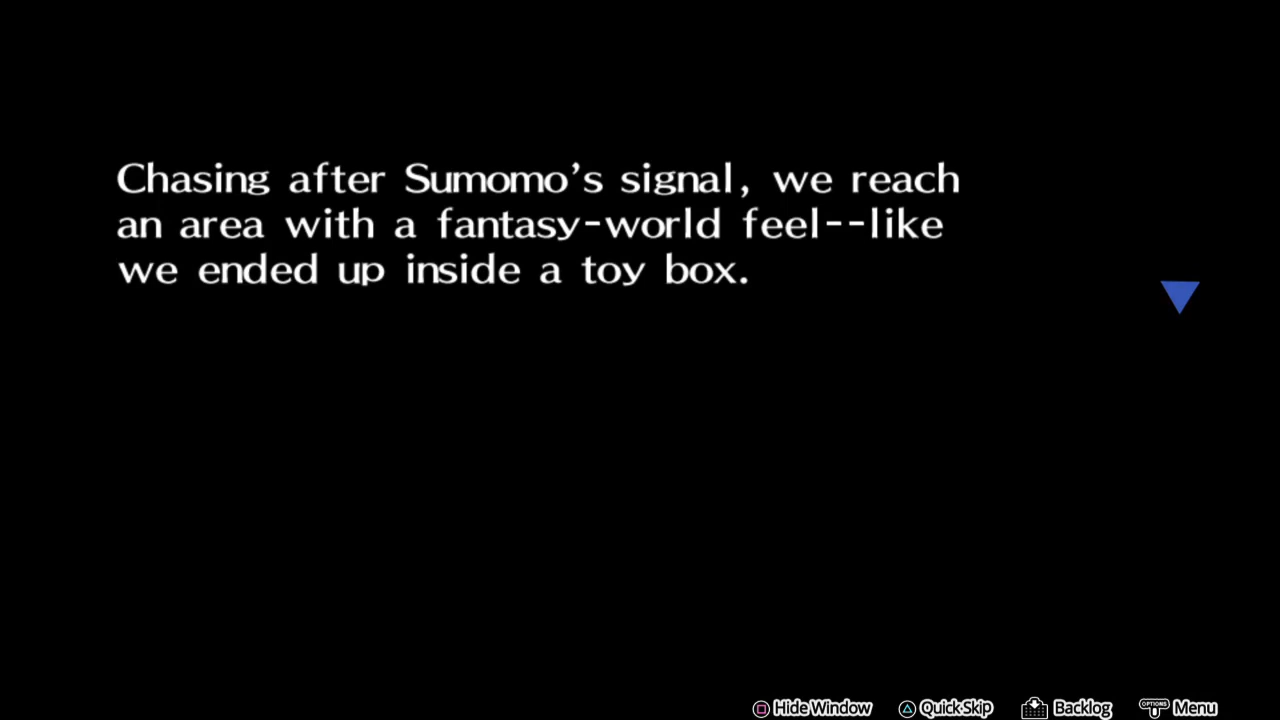 Chasing after Sumomo's signal, we reach
an area with a fantasy-world feel--like
we ended up inside a toy box.
Hide Window Quick Skip Backlog OPTIONS Menu